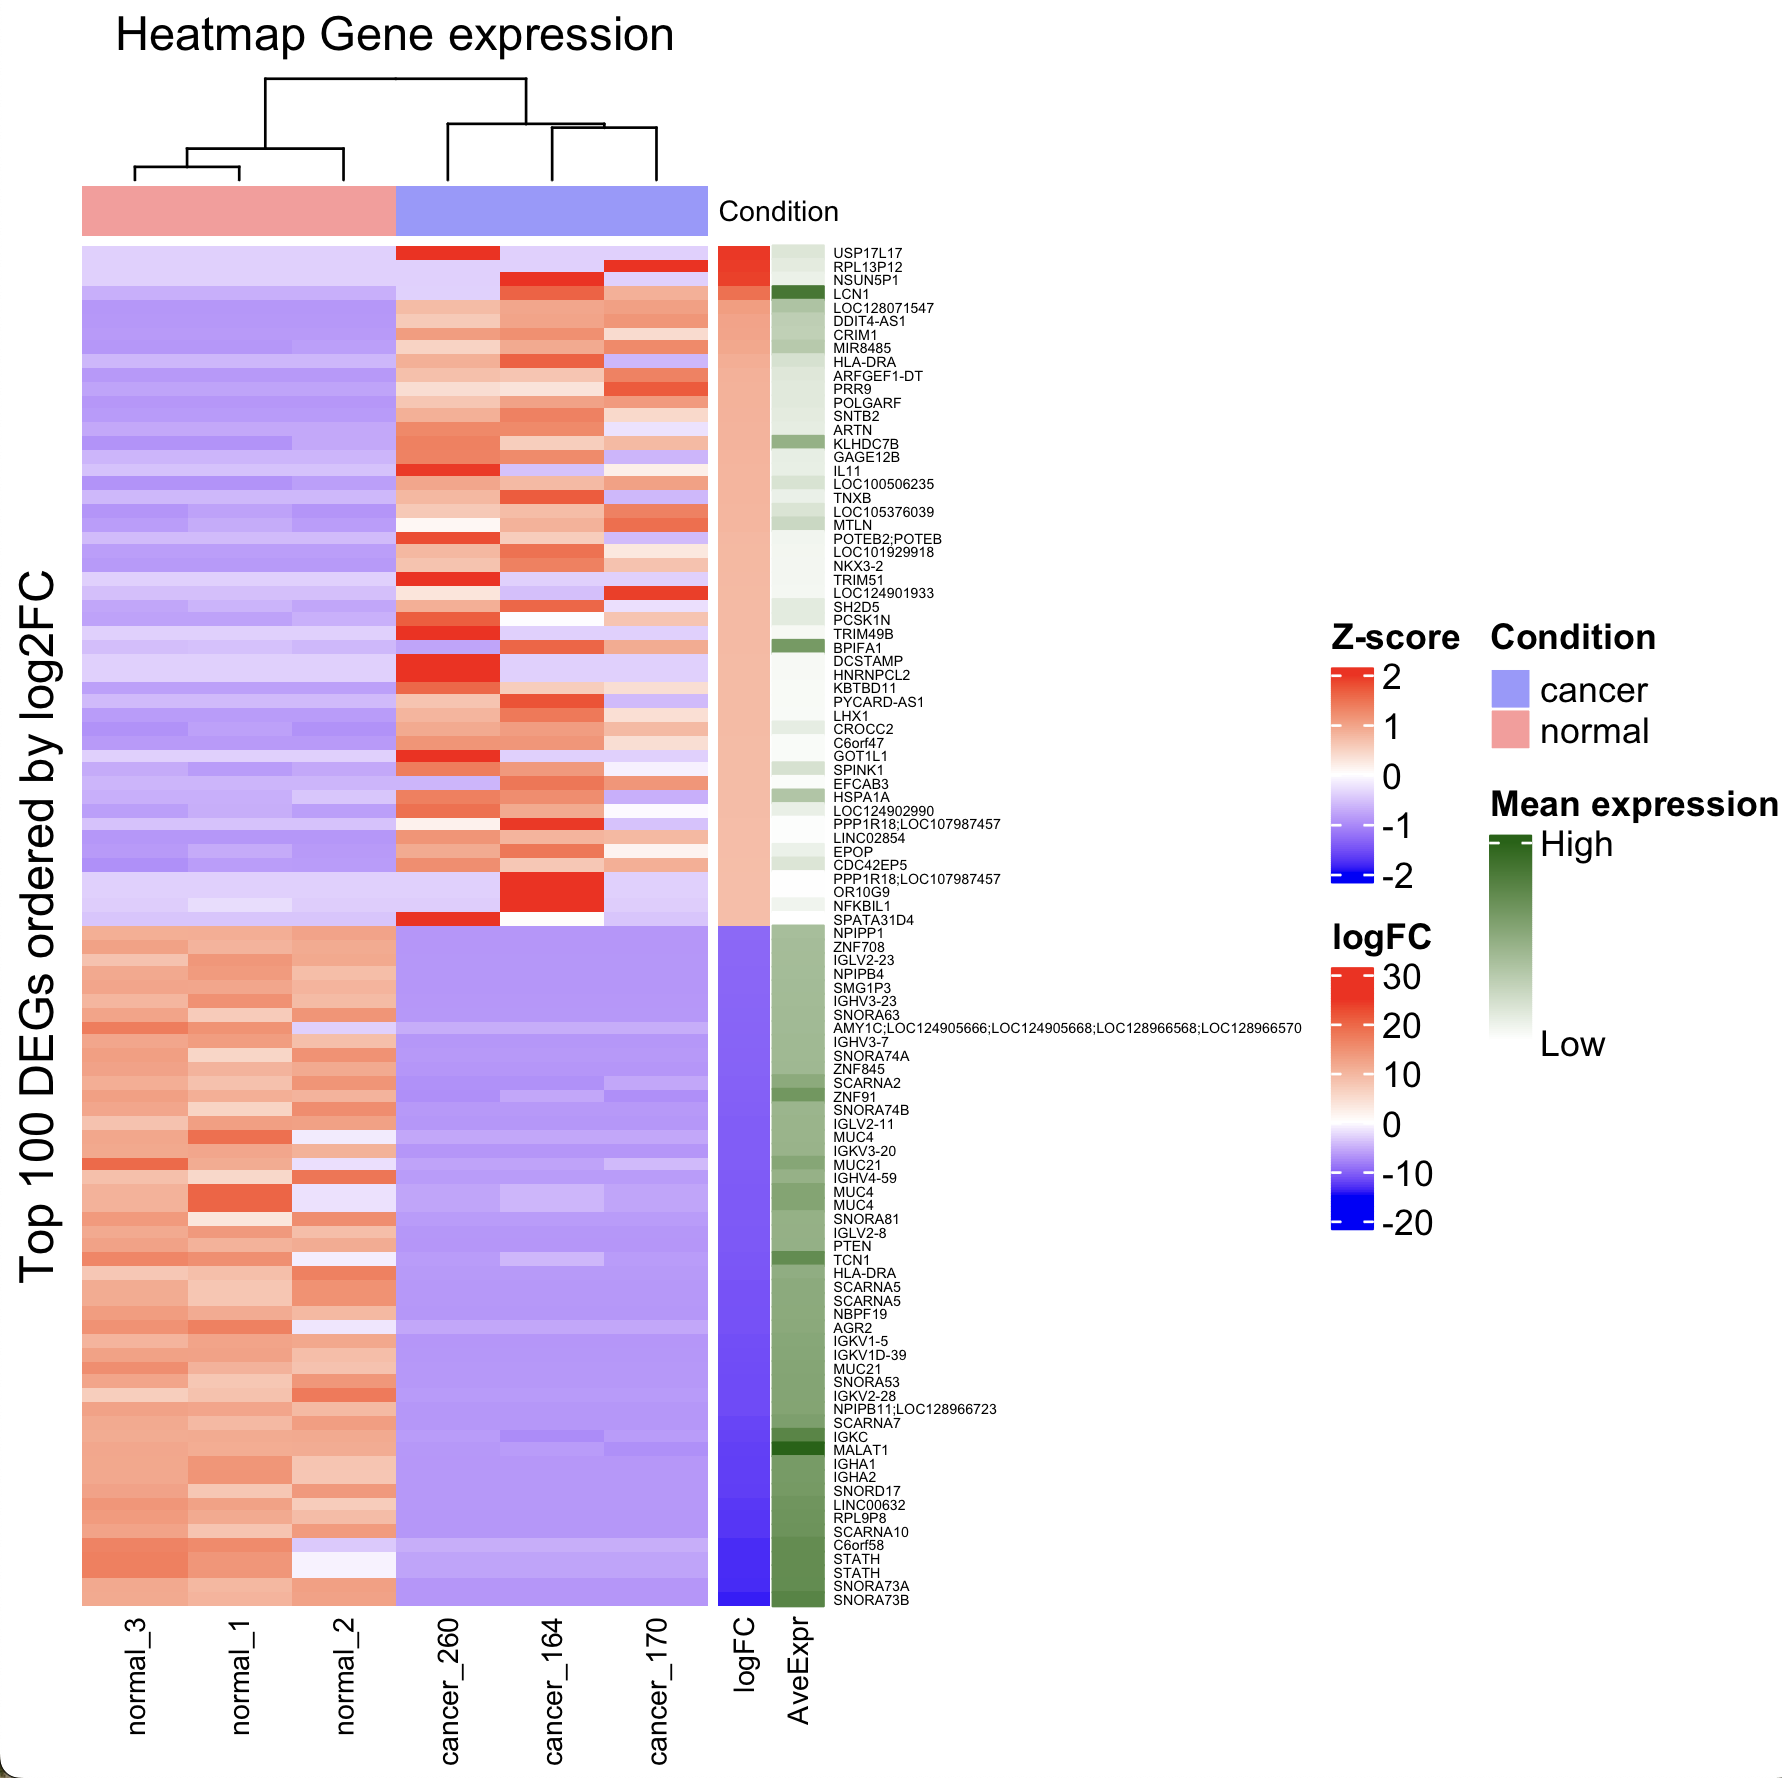 Heatmap Gene expression
Condition
Top 100 DEGs ordered by log2FC
USP17L17
RPL13P12
NSUN5P1
LCN1
LOC128071547
DDIT4-AS1
CRIM1
MIR8485
HLA-DRA
ARFGEF1-DT
PRR9
POLGARF
SNTB2
ARTN
KLHDC7B
GAGE12B
IL11
LOC100506235
TNXB
LOC105376039
MTLN
POTEB2;POTEB
LOC101929918
NKX3-2
TRIM51
LOC124901933
SH2D5
PCSK1N
TRIM49B
BPIFA1
DCSTAMP
HNRNPCL2
KBTBD11
PYCARD-AS1
LHX1
CROCC2
C6orf47
GOT1L1
SPINK1
EFCAB3
HSPA1A
LOC124902990
PPP1R18;LOC107987457
LINC02854
EPOP
CDC42EP5
PPP1R18;LOC107987457
OR10G9
NFKBIL1
SPATA31D4
NPIPP1
ZNF708
IGLV2-23
NPIPB4
SMG1P3
IGHV3-23
SNORA63
AMY1C;LOC124905666;LOC124905668;LOC128966568;LOC128966570
IGHV3-7
SNORA74A
ZNF845
SCARNA2
ZNF91
SNORA74B
IGLV2-11
MUC4
IGKV3-20
MUC21
IGHV4-59
MUC4
MUC4
SNORA81
IGLV2-8
PTEN
TCN1
HLA-DRA
SCARNA5
SCARNA5
NBPF19
AGR2
IGKV1-5
IGKV1D-39
MUC21
SNORA53
IGKV2-28
NPIPB11;LOC128966723
SCARNA7
IGKC
MALAT1
IGHA1
IGHA2
SNORD17
LINC00632
RPL9P8
SCARNA10
C6orf58
STATH
STATH
SNORA73A
SNORA73B
normal_3
normal_1
normal_2
cancer_260
cancer_164
cancer_170
logFC
AveExpr
Z-score
2
1
0
-1
-2
logFC
30
20
10
0
-10
-20
Condition
cancer
normal
Mean expression
High
Low